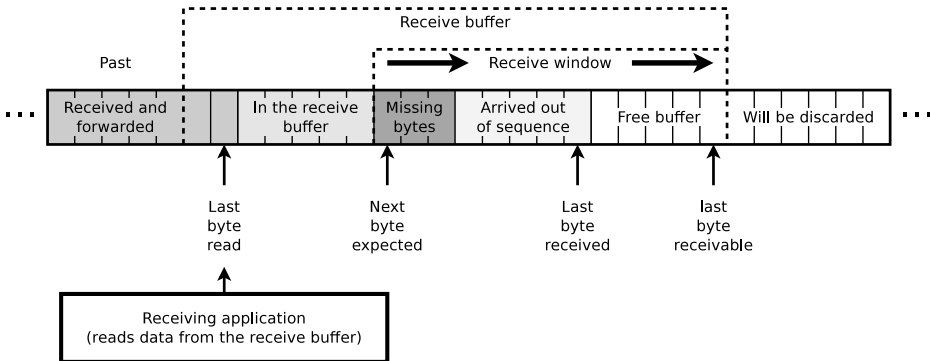 Receive buffer
Past
Receive window
Received and
forwarded
In the receive
buffer
Missing
bytes
Arrived out
of sequence
Free buffer
Will be discarded
Last
byte
read
Next
byte
expected
Last
byte
received
last
byte
receivable
Receiving application
(reads data from the receive buffer)